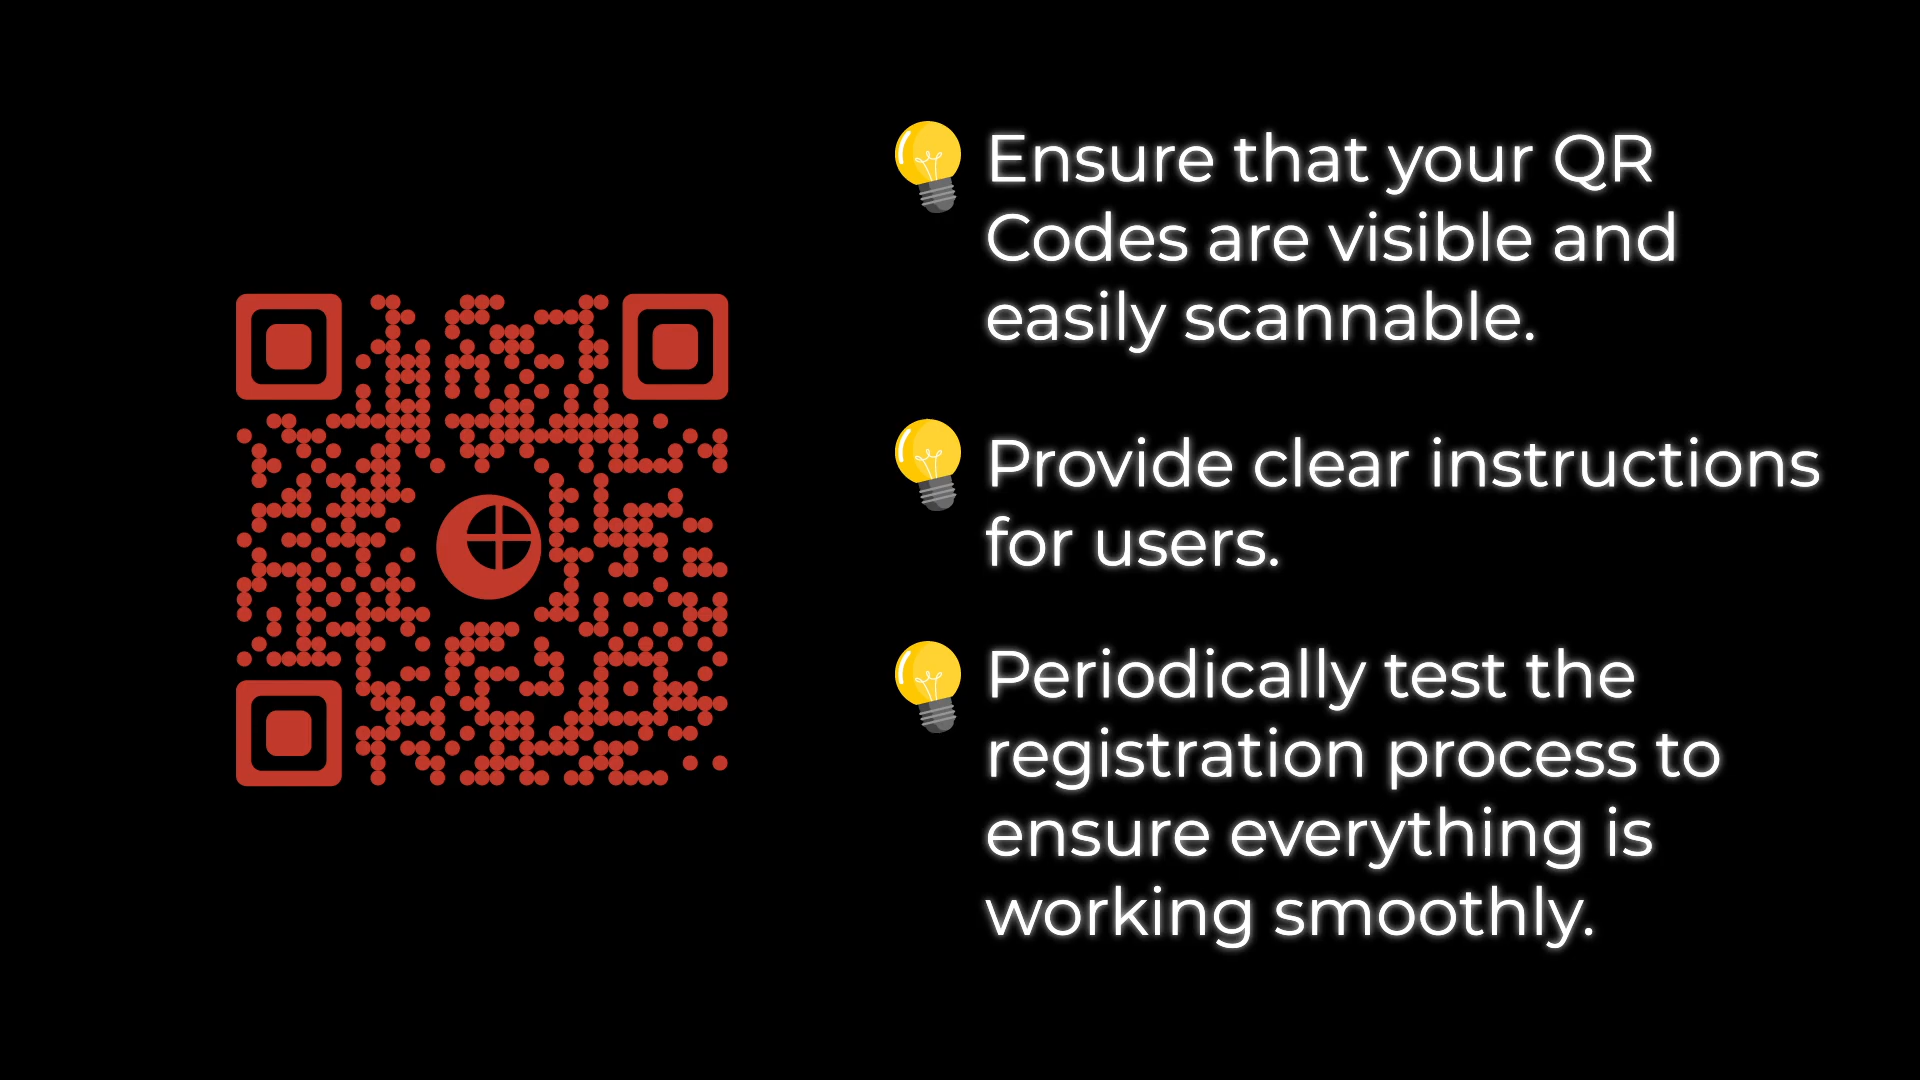 Ensure that your QR
Codes are visible and
easily scannable.
Provide clear instructions
for users.
Periodically test the
registration process to
ensure everything is
working smoothly.